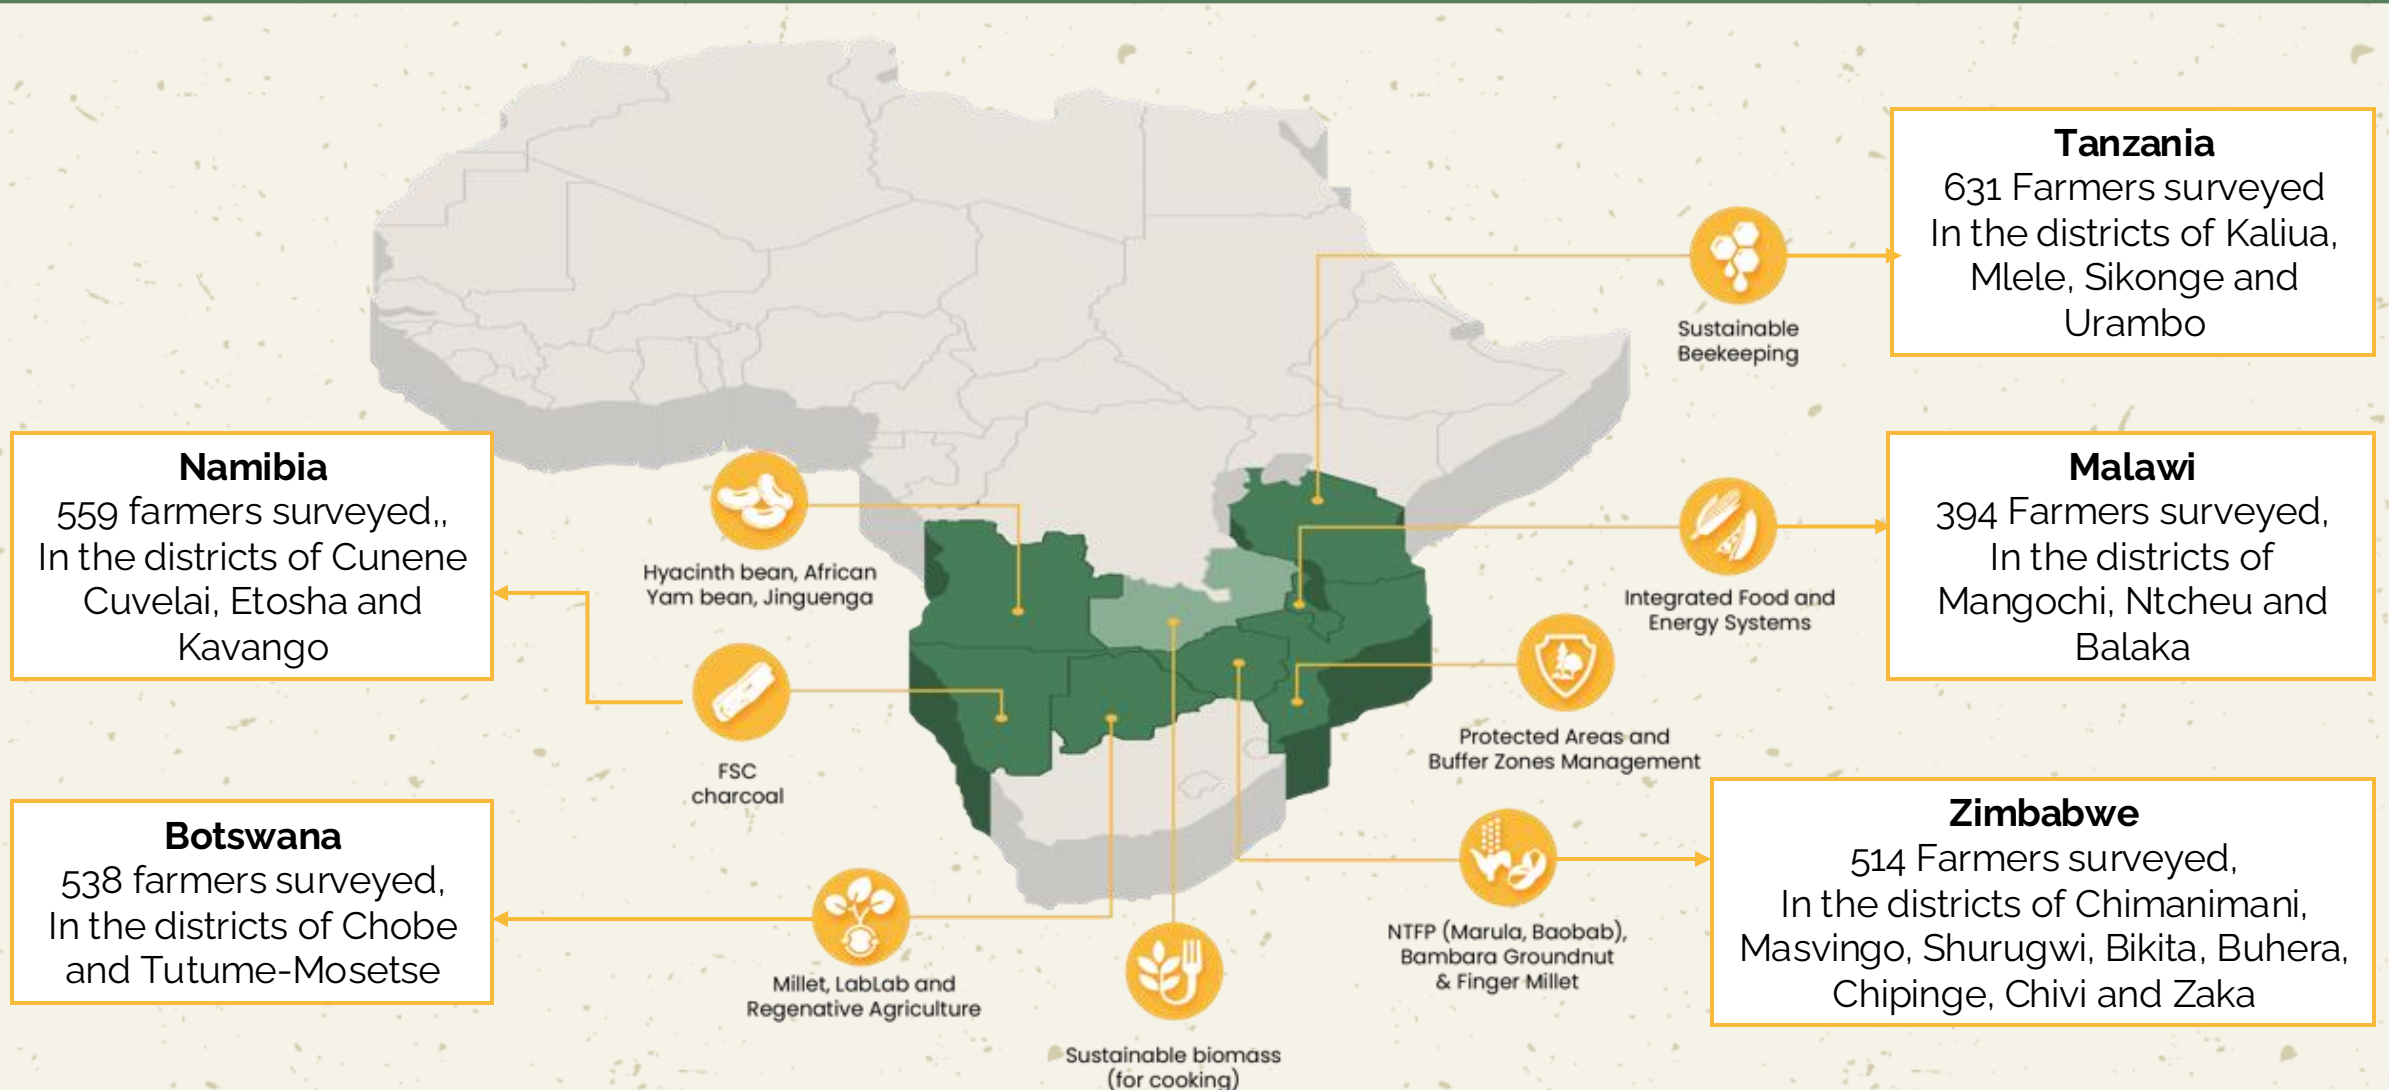 Tanzania
631 Farmers surveyed
In the districts of Kaliua,
Mlele, Sikonge and
Urambo
Sustainable
Beekeeping
Namibia
559 farmers surveyed,,
In the districts of Cunene
Cuvelai, Etosha and
Kavango
Hyacinth bean, African
Yam bean, Jinguenga
Malawi
394 Farmers surveyed,
In the districts of
Mangochi, Ntcheu and
Balaka
Integrated Food and
Energy Systems
Protected Areas and
Buffer Zones Management
FSC
charcoal
Botswana
538 farmers surveyed,
In the districts of Chobe
and Tutume-Mosetse
Millet, LabLab and
Regenative Agriculture
Zimbabwe
514 Farmers surveyed,
In the districts of Chimanimani,
Masvingo, Shurugwi, Bikita, Buhera,
Chipinge, Chivi and Zaka
NTFP (Marula, Baobab),
Bambara Groundnut
& Finger Millet
Sustainable biomass
(for cooking)